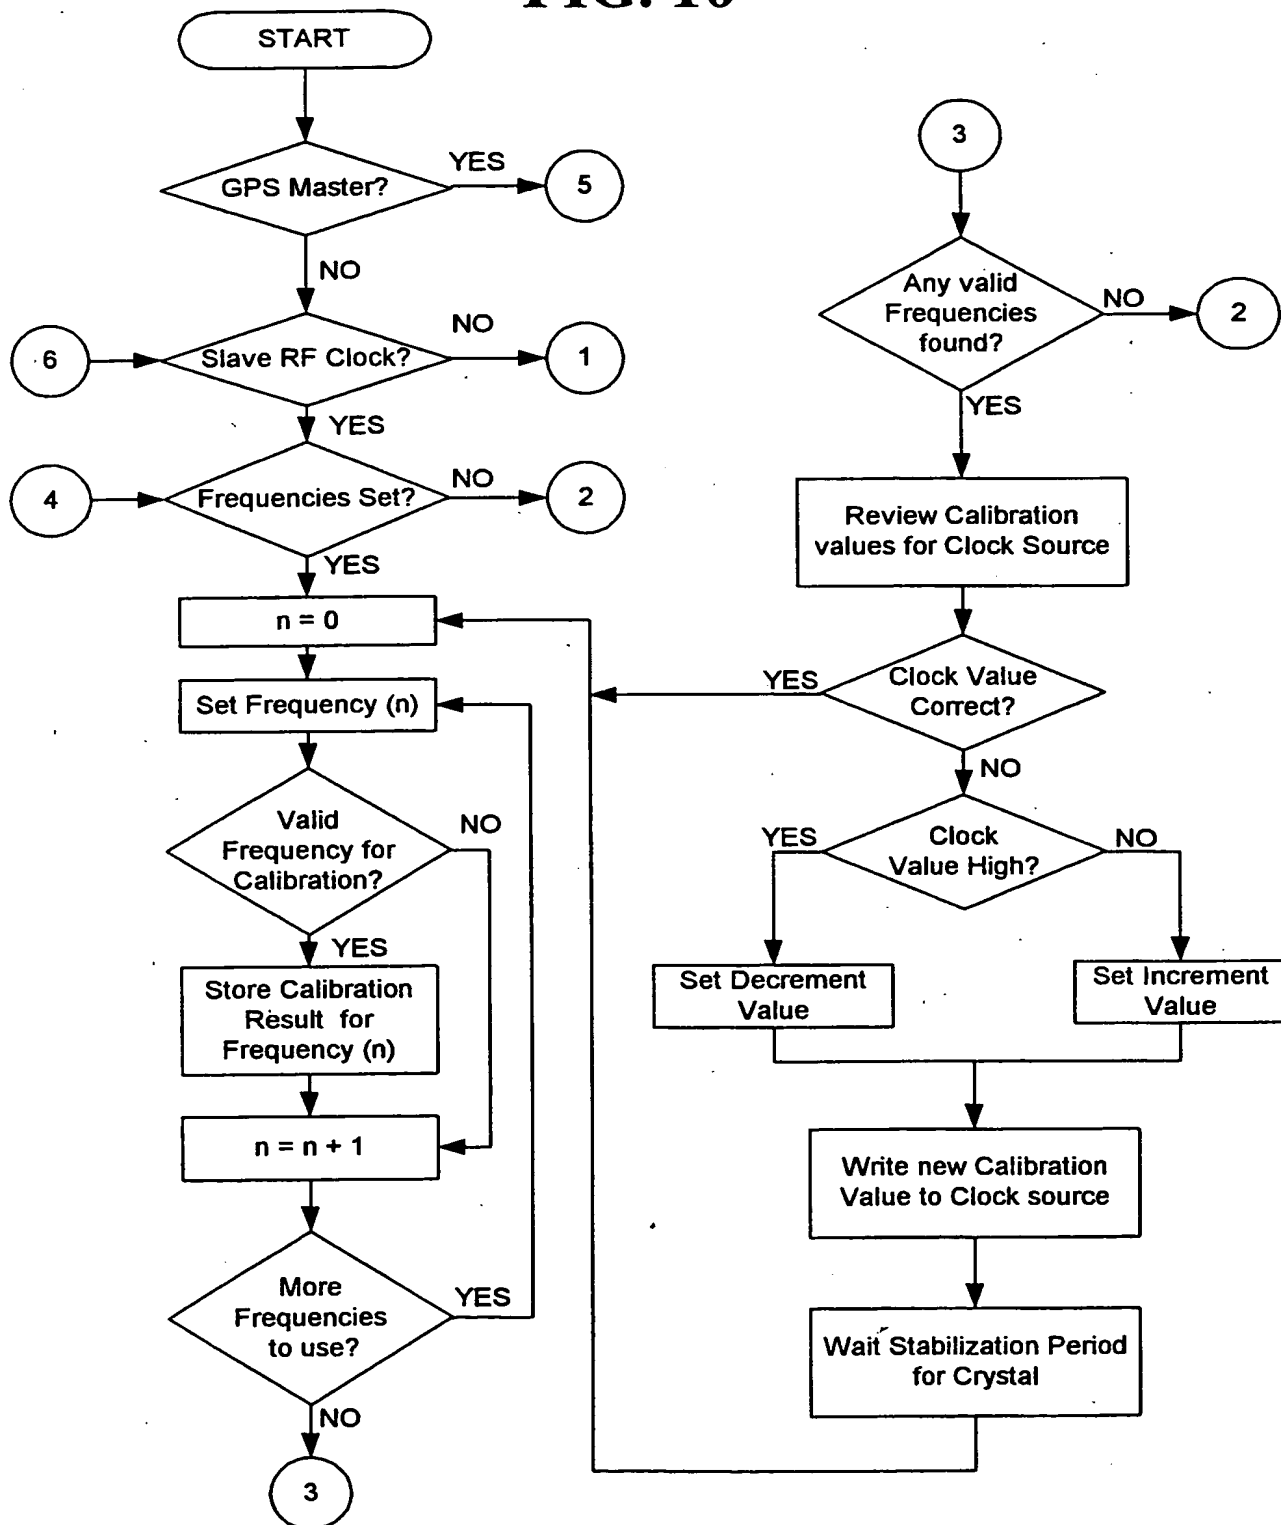 FIG. 10
START
GPS Master?
YES
5
NO
6
Slave RF Clock?
NO
1
YES
4
Frequencies Set?
NO
2
YES
n = 0
Set Frequency (n)
Valid
Frequency for
Calibration?
NO
YES
Store Calibration
Result for
Frequency (n)
n = n + 1
More
Frequencies
to use?
YES
NO
3
3
Any valid
Frequencies
found?
NO
2
YES
Review Calibration
values for Clock Source
Clock Value
Correct?
YES
NO
Clock
Value High?
YES
NO
Set Decrement
Value
Set Increment
Value
Write new Calibration
Value to Clock source
Wait Stabilization Period
for Crystal